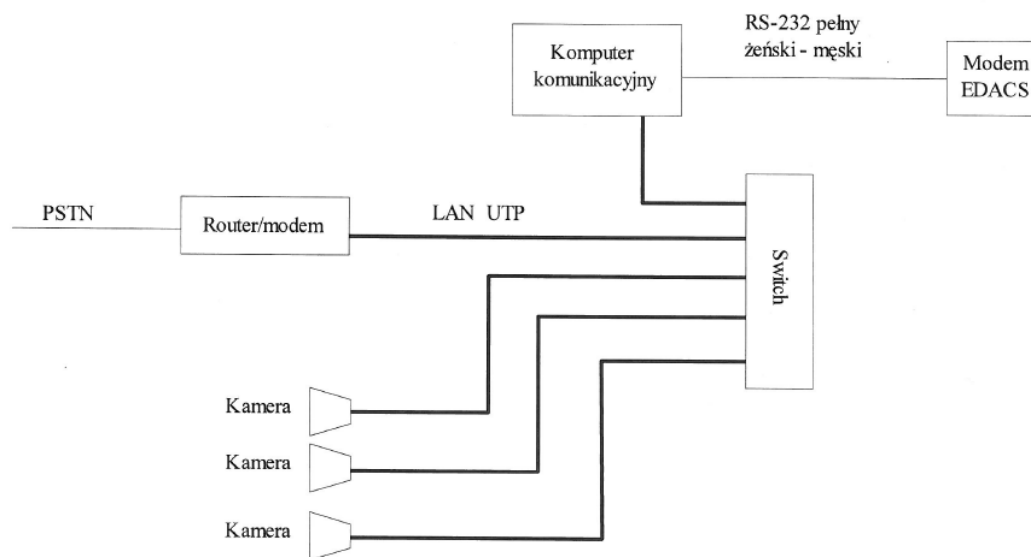 RS-232 pełny
żeński - męski
Komputer
komunikacyjny
Modem
EDACS
PSTN
Router/modem
LAN UTP
Switch
Kamera
Kamera
Kamera